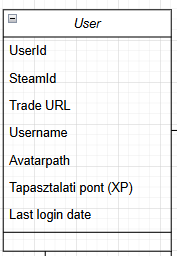 User
UserId
SteamId
Trade URL
Username
Avatarpath
Tapasztalati pont (XP)
Last login date